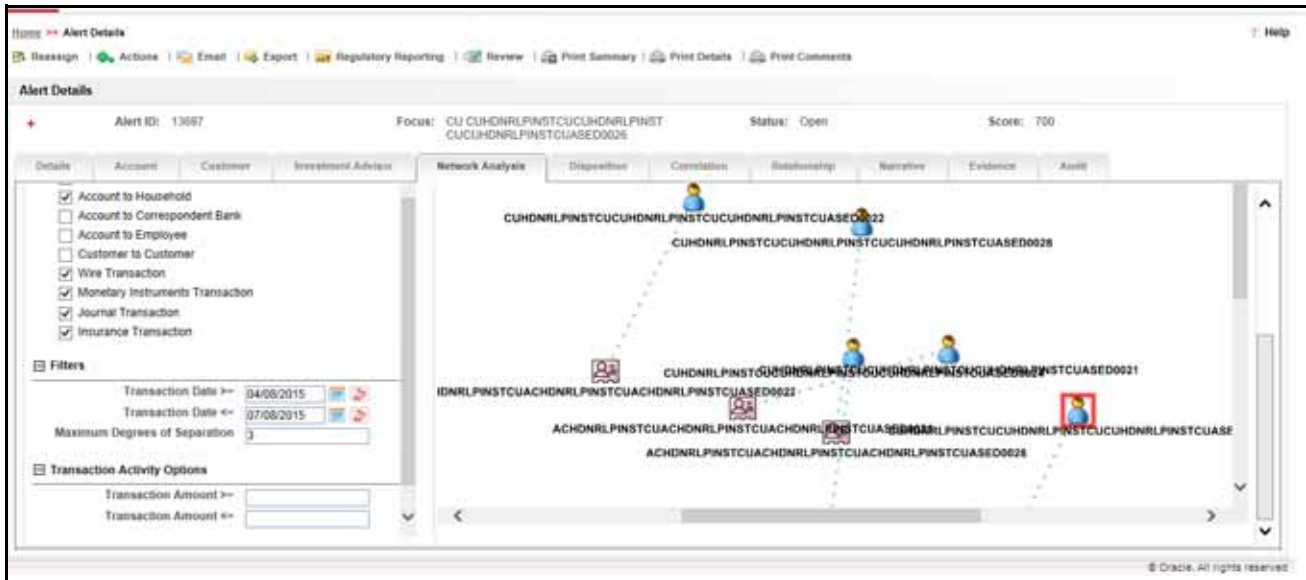 Home >> Alert Details
? Help
Reassign | Actions | Email | Export | Regulatory Reporting | Review | Print Summary | Print Details | Print Comments
Alert Details
Alert ID: 13697 Focus: CU CUHDNRLPINSTCUCUHDNRLPINST Status: Open Score: 700
CUCUHDNRLPINSTCUASED0026
Details Account Customer Investment Advisor Network Analysis Disposition Correlation Relationship Narrative Evidence Audit
Account to Household
Account to Correspondent Bank
Account to Employee
Customer to Customer
Wire Transaction
Monetary Instruments Transaction
Journal Transaction
Insurance Transaction
Filters
Transaction Date >= 04/08/2015
Transaction Date <= 07/08/2015
Maximum Degrees of Separation 3
Transaction Activity Options
Transaction Amount >=
Transaction Amount <=
CUHDNRLPINSTCUCUHDNRLPINSTCUCUHDNRLPINSTCUASED0022
CUHDNRLPINSTCUCUHDNRLPINSTCUCUHDNRLPINSTCUASED0028
IDNRLPINSTCUACHDNRLPINSTCUACHDNRLPINSTCUASED0022
ACHDNRLPINSTCUACHDNRLPINSTCUACHDNRLPINSTCUASED0028
© Oracle. All rights reserved